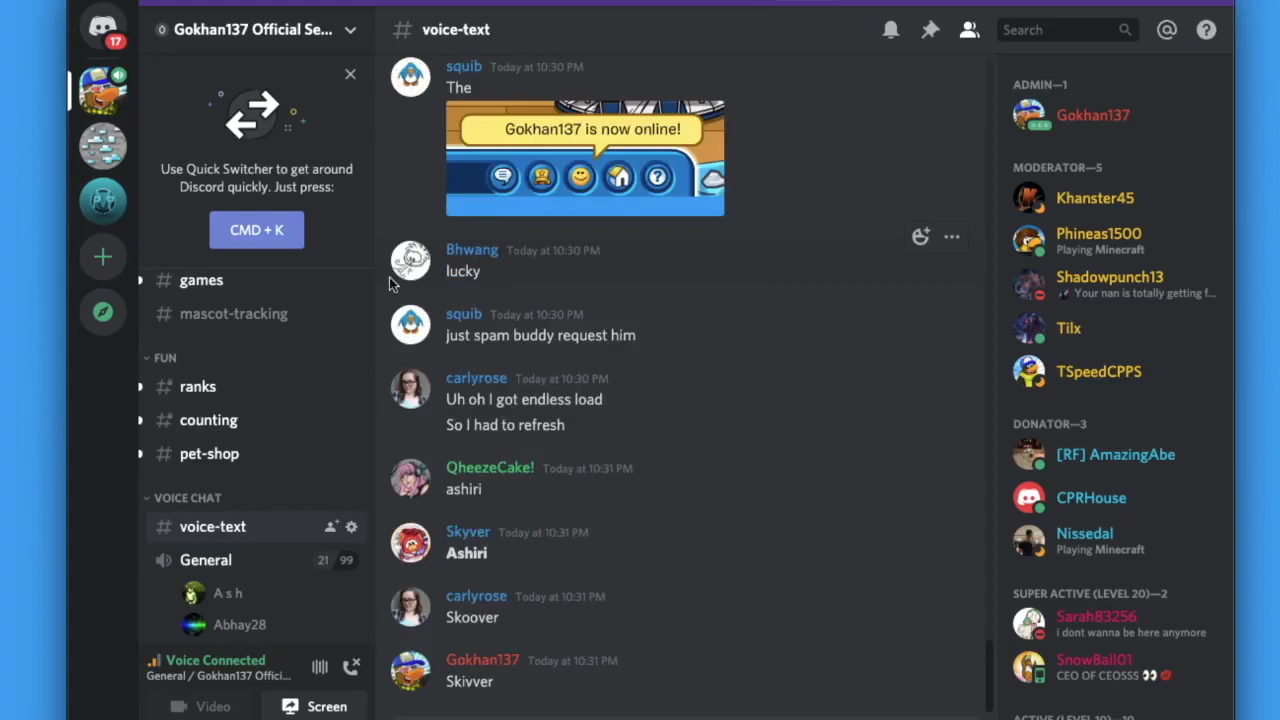 17
Gokhan137 Official Se...
Use Quick Switcher to get around
Discord quickly. Just press:
CMD + K
# games
# mascot-tracking
FUN
# ranks
# counting
# pet-shop
VOICE CHAT
# voice-text
General 21 99
A s h
Abhay28
Voice Connected
General / Gokhan137 Offici...
Video Screen
# voice-text
Search
squib Today at 10:30 PM
The
Gokhan137 is now online!
Bhwang Today at 10:30 PM
lucky
squib Today at 10:30 PM
just spam buddy request him
carlyrose Today at 10:30 PM
Uh oh I got endless load
So I had to refresh
QheezeCake! Today at 10:31 PM
ashiri
Skyver Today at 10:31 PM
Ashiri
carlyrose Today at 10:31 PM
Skoover
Gokhan137 Today at 10:31 PM
Skivver
ADMIN—1
Gokhan137
MODERATOR—5
Khanster45
Phineas1500
Playing Minecraft
Shadowpunch13
Your nan is totally getting f...
Tilx
TSpeedCPPS
DONATOR—3
[RF] AmazingAbe
CPRHouse
Nissedal
Playing Minecraft
SUPER ACTIVE (LEVEL 20)—2
Sarah83256
i dont wanna be here anymore
SnowBall01
CEO OF CEOSSS 👀